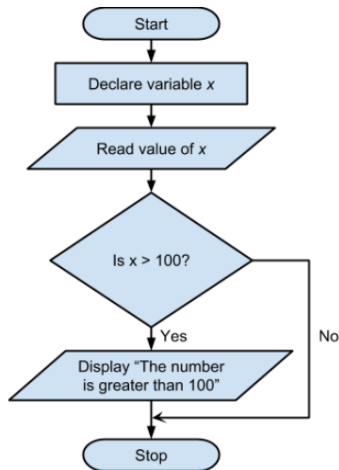 Start
Declare variable x
Read value of x
Is x > 100?
Yes
No
Display “The number
is greater than 100”
Stop